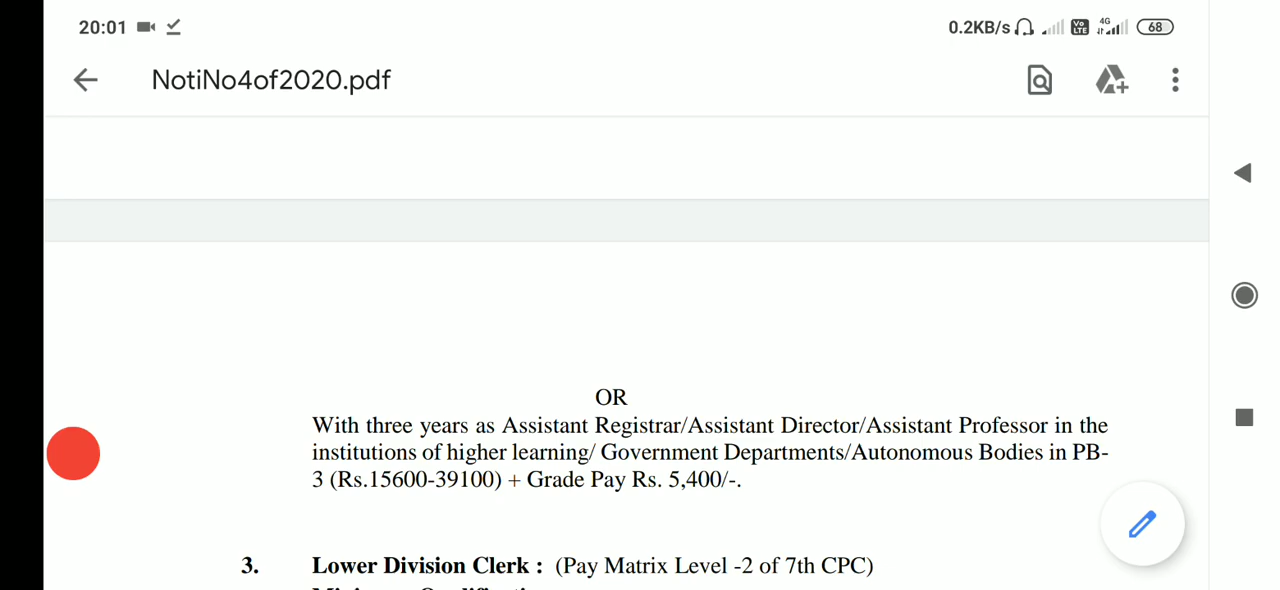 20:01
0.2KB/s
Vo
LTE
4G
68
NotiNo4of2020.pdf
OR
With three years as Assistant Registrar/Assistant Director/Assistant Professor in the
institutions of higher learning/ Government Departments/Autonomous Bodies in PB-
3 (Rs.15600-39100) + Grade Pay Rs. 5,400/-.
3. Lower Division Clerk : (Pay Matrix Level -2 of 7th CPC)